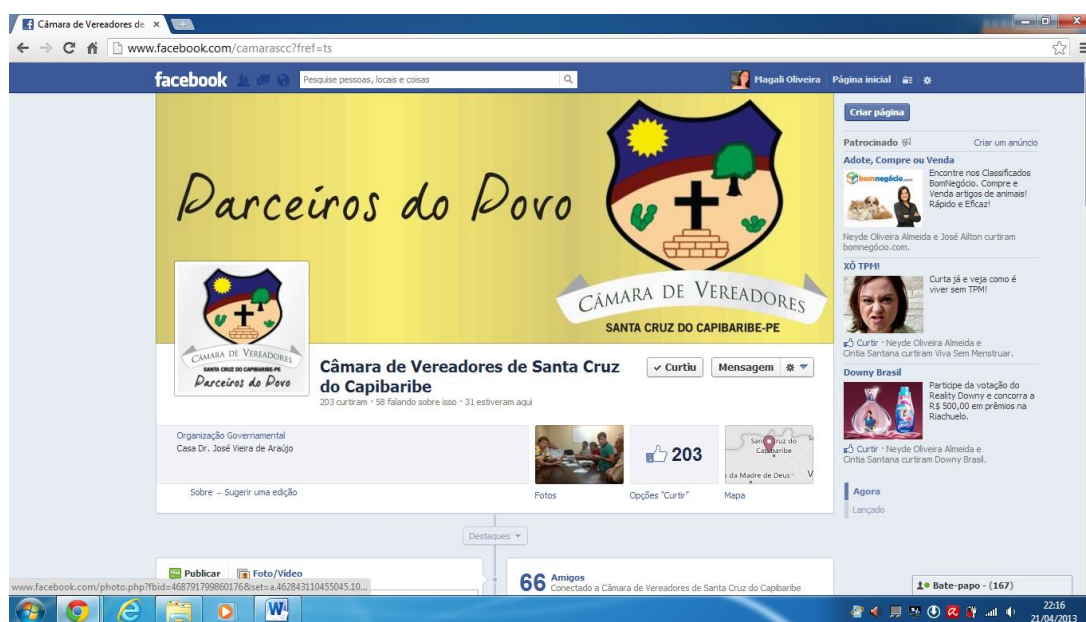 Câmara de Vereadores de
www.facebook.com/camarascc?fref=ts
facebook
Pesquise pessoas, locais e coisas
Magali Oliveira
Página inicial
Parceiros do Povo
CÂMARA DE VEREADORES
SANTA CRUZ DO CAPIBARIBE-PE
CÂMARA DE VEREADORES
SANTA CRUZ DO CAPIBARIBE-PE
Parceiros do Povo
Câmara de Vereadores de Santa Cruz
do Capibaribe
203 curtiram · 58 falando sobre isso · 31 estiveram aqui
Curtiu
Mensagem
Organização Governamental
Casa Dr. José Vieira de Araújo
Sobre – Sugerir uma edição
Fotos
203
Opções "Curtir"
Capibaribe
da Madre de Deus
Mapa
Destaques
Publicar
Foto/Vídeo
66 Amigos
Conectado a Câmara de Vereadores de Santa Cruz do Capibaribe
Criar página
Patrocinado
Criar um anúncio
Adote, Compre ou Venda
bomnegócio.com
Encontre nos Classificados
BomNegócio. Compre e
Venda artigos de animais!
Rápido e Eficaz!
Neyde Oliveira Almeida e José Ailton curtiram
bomnegócio.com.
XÔ TPM!
Curta já e veja como é
viver sem TPM!
Curtir · Neyde Oliveira Almeida e
Cintia Santana curtiram Viva Sem Menstruar.
Downy Brasil
Participe da votação do
Reality Downy e concorra a
R$ 500,00 em prêmios na
Riachuelo.
Curtir · Neyde Oliveira Almeida e
Cintia Santana curtiram Downy Brasil.
Agora
Lançado
Bate-papo - (167)
www.facebook.com/photo.php?fbid=468791799860176&set=a.462843110455045.10...
22:16
21/04/2013